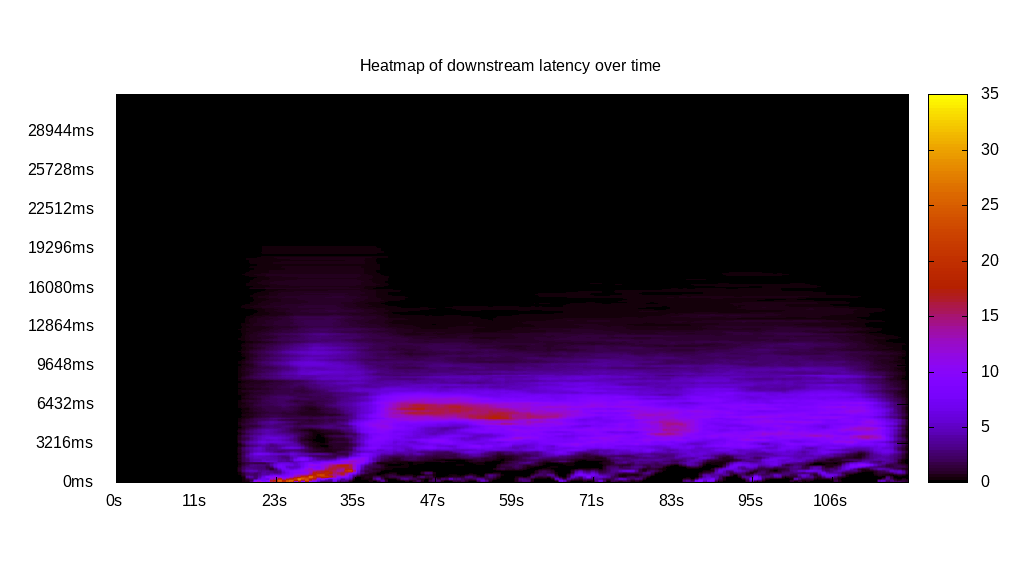 Heatmap of downstream latency over time
28944ms
25728ms
22512ms
19296ms
16080ms
12864ms
9648ms
6432ms
3216ms
0ms
0s 11s 23s 35s 47s 59s 71s 83s 95s 106s
35
30
25
20
15
10
5
0